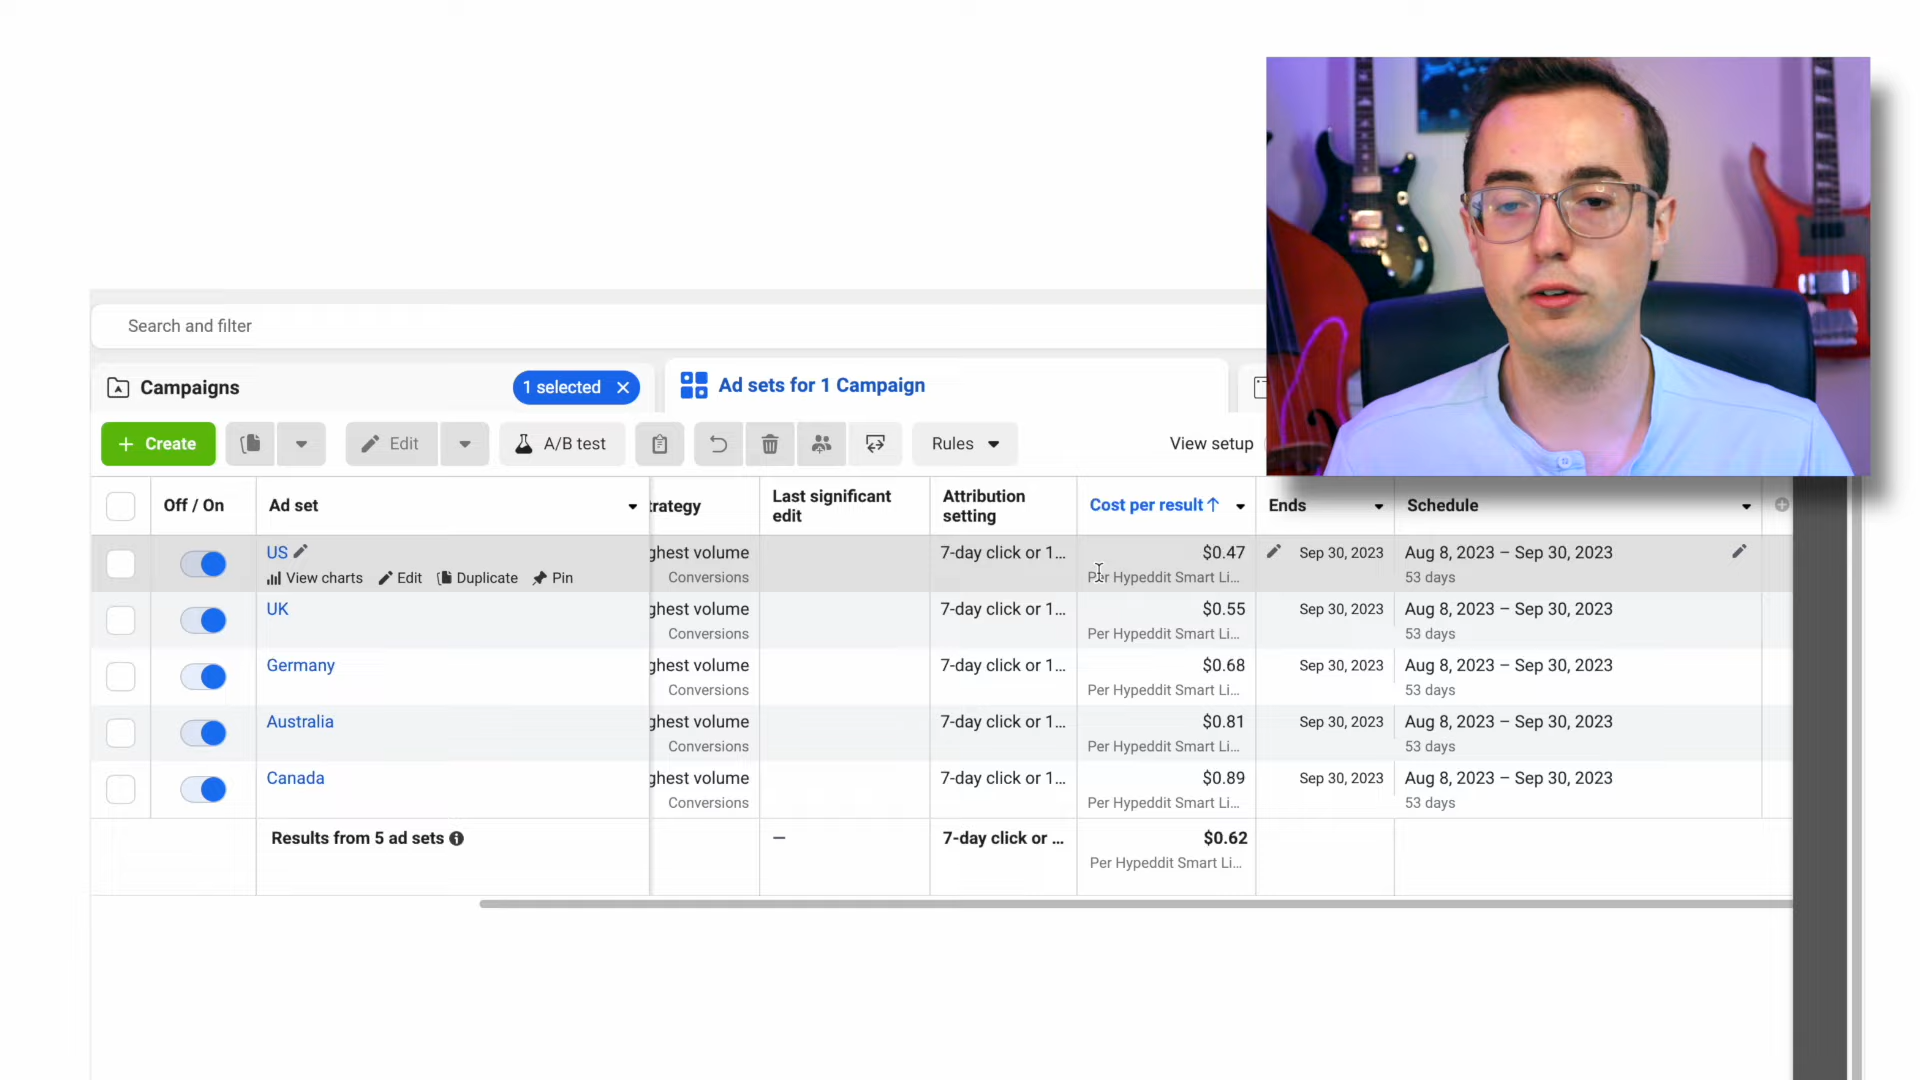 Search and filter
Campaigns
1 selected
Ad sets for 1 Campaign
Create
Edit
A/B test
Rules
View setup
Off / On
Ad set
trategy
Last significant edit
Attribution setting
Cost per result
Ends
Schedule
US
ghest volume
7-day click or 1...
$0.47
Sep 30, 2023
Aug 8, 2023 – Sep 30, 2023
View charts
Edit
Duplicate
Pin
Conversions
Per Hypeddit Smart Li...
53 days
UK
ghest volume
7-day click or 1...
$0.55
Sep 30, 2023
Aug 8, 2023 – Sep 30, 2023
Conversions
Per Hypeddit Smart Li...
53 days
Germany
ghest volume
7-day click or 1...
$0.68
Sep 30, 2023
Aug 8, 2023 – Sep 30, 2023
Conversions
Per Hypeddit Smart Li...
53 days
Australia
ghest volume
7-day click or 1...
$0.81
Sep 30, 2023
Aug 8, 2023 – Sep 30, 2023
Conversions
Per Hypeddit Smart Li...
53 days
Canada
ghest volume
7-day click or 1...
$0.89
Sep 30, 2023
Aug 8, 2023 – Sep 30, 2023
Conversions
Per Hypeddit Smart Li...
53 days
Results from 5 ad sets
—
7-day click or ...
$0.62
Per Hypeddit Smart Li...